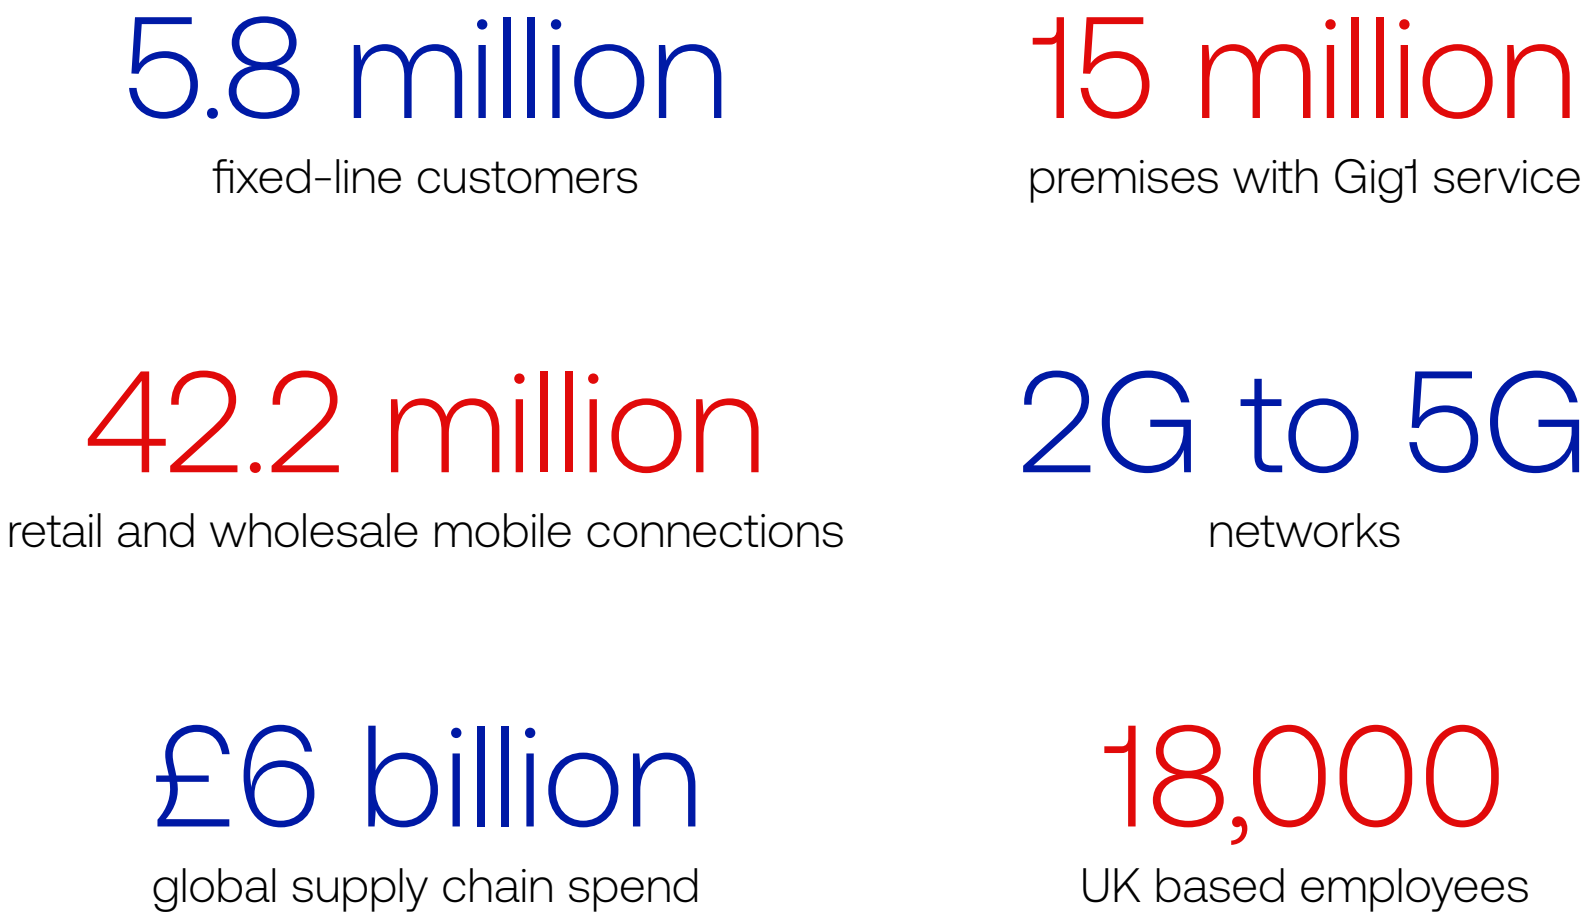 5.8 million
fixed-line customers
15 million
premises with Gig1 service
42.2 million
retail and wholesale mobile connections
2G to 5G
networks
£6 billion
global supply chain spend
18,000
UK based employees